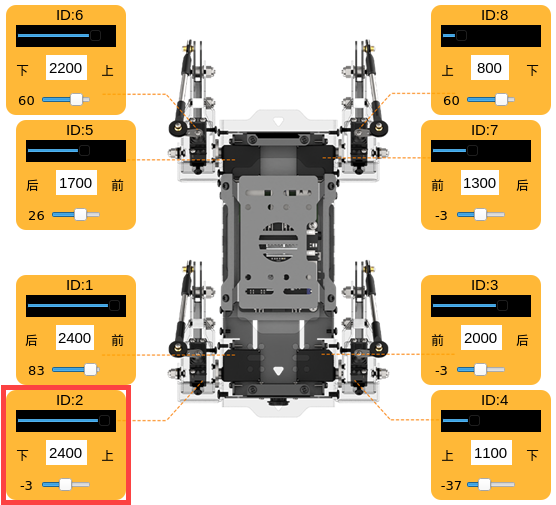 ID:6
下 2200 上
60
ID:8
上 800 下
60
ID:5
后 1700 前
26
ID:7
前 1300 后
-3
ID:1
后 2400 前
83
ID:3
前 2000 后
-3
ID:2
下 2400 上
-3
ID:4
上 1100 下
-37